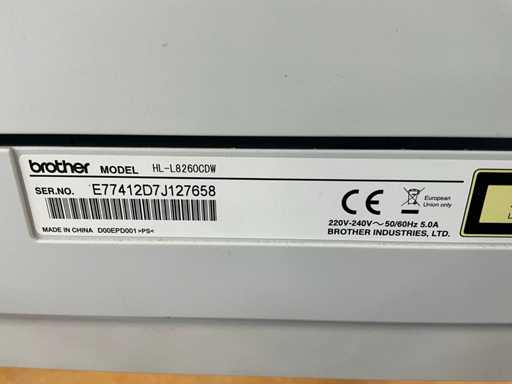 brother MODEL HL-L8260CDW
SER.NO. E77412D7J127658
MADE IN CHINA D00EPD001 >PS<
CE
European
Union only
220V-240V～50/60Hz 5.0A
BROTHER INDUSTRIES, LTD.